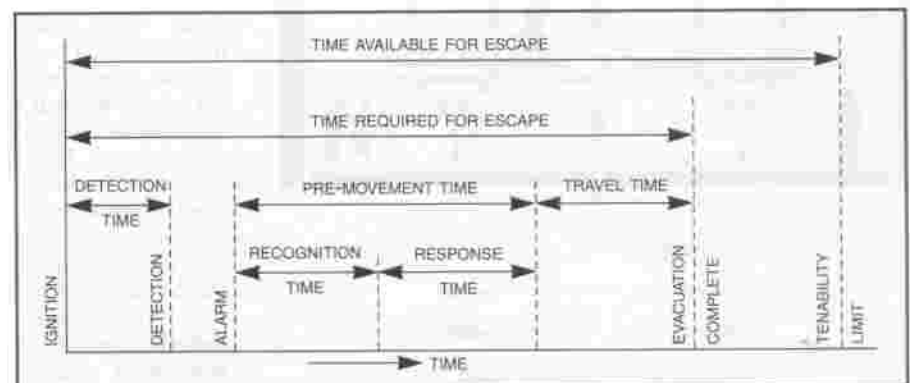 TIME AVAILABLE FOR ESCAPE
TIME REQUIRED FOR ESCAPE
DETECTION
TIME
PRE-MOVEMENT TIME
TRAVEL TIME
RECOGNITION
TIME
RESPONSE
TIME
IGNITION
DETECTION
ALARM
EVACUATION
COMPLETE
TENABILITY
LIMIT
TIME